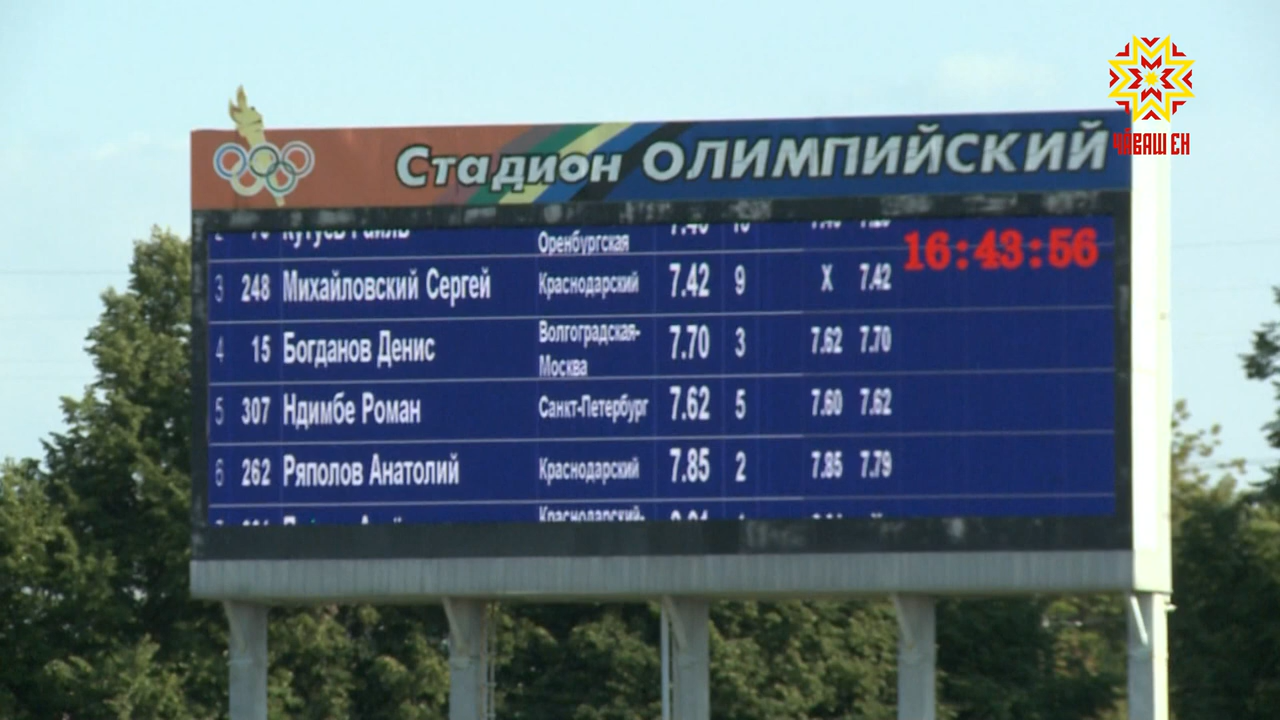 ЧӐВАШ ЕН
Стадион ОЛИМПИЙСКИЙ
Оренбургская
16:43:56
3 248 Михайловский Сергей Краснодарский 7.42 9 X 7.42
4 15 Богданов Денис Волгоградская-Москва 7.70 3 7.62 7.70
5 307 Ндимбе Роман Санкт-Петербург 7.62 5 7.60 7.62
6 262 Ряполов Анатолий Краснодарский 7.85 2 7.85 7.79
Краснодарский-